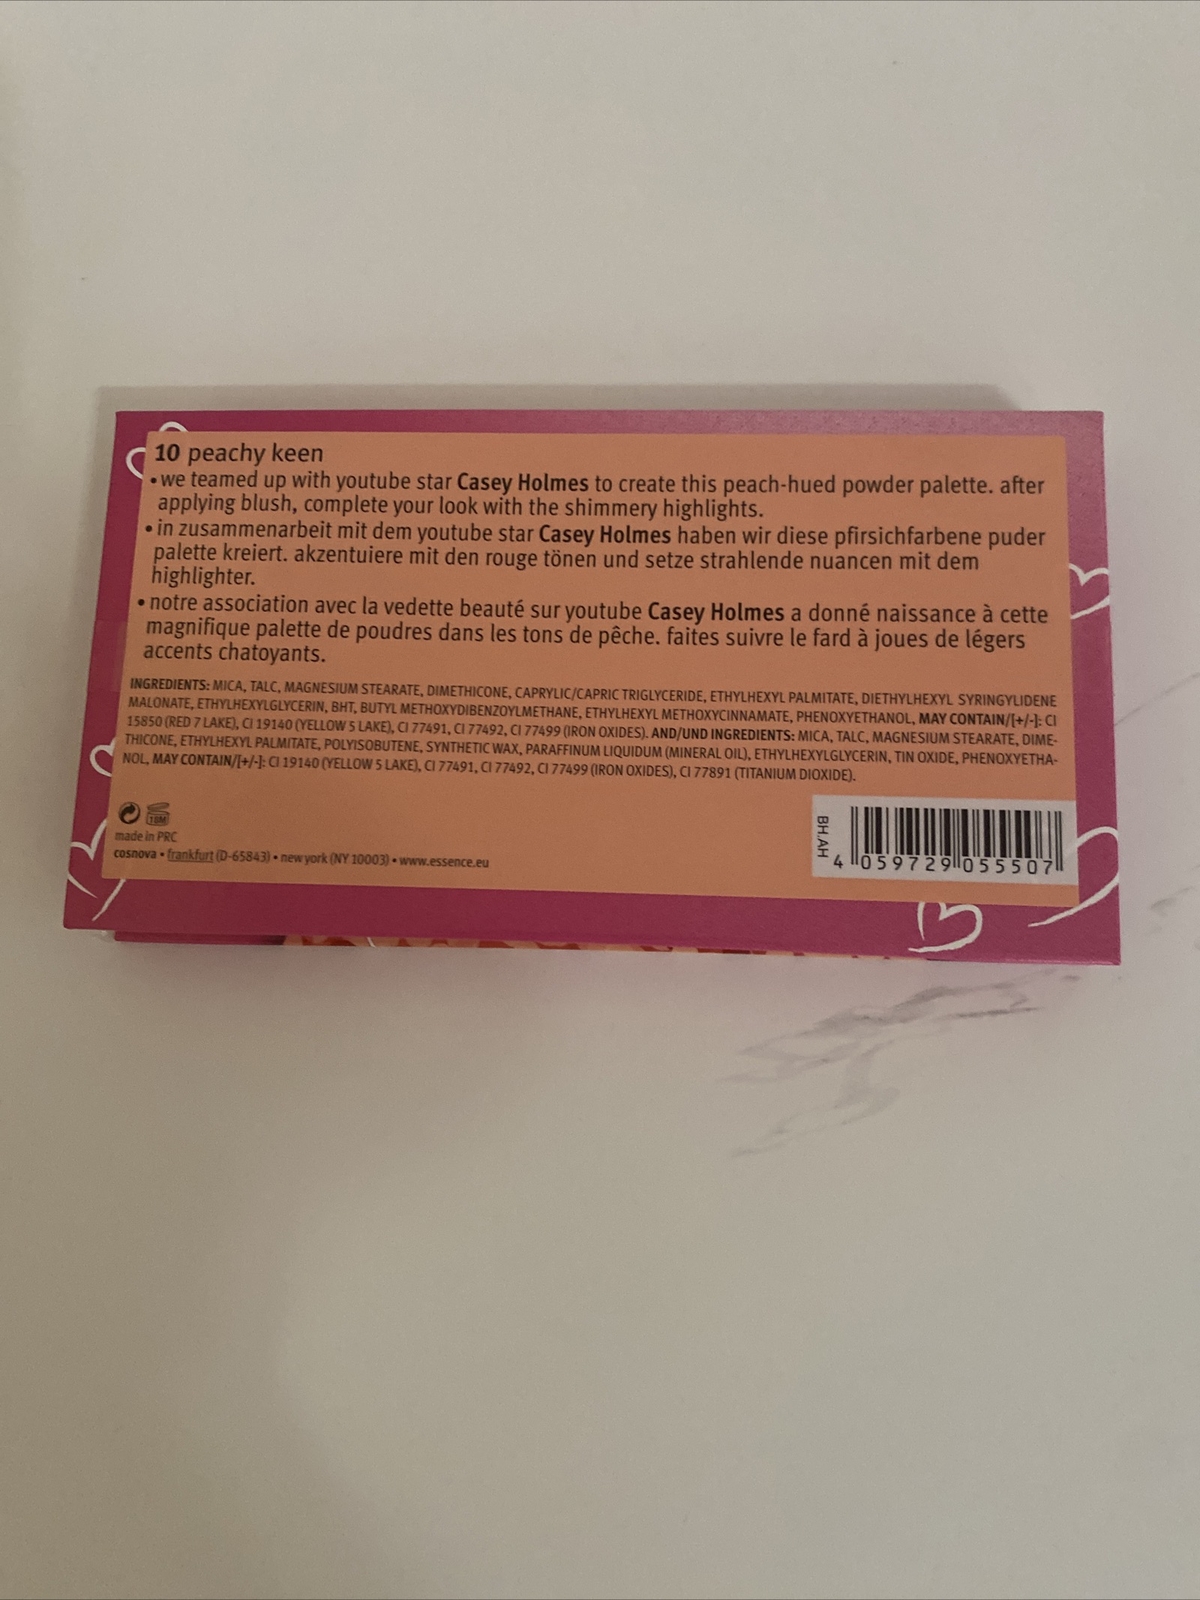 10 peachy keen
• we teamed up with youtube star Casey Holmes to create this peach-hued powder palette. after
applying blush, complete your look with the shimmery highlights.
• in zusammenarbeit mit dem youtube star Casey Holmes haben wir diese pfirsichfarbene puder
palette kreiert. akzentuiere mit den rouge tönen und setze strahlende nuancen mit dem
highlighter.
• notre association avec la vedette beauté sur youtube Casey Holmes a donné naissance à cette
magnifique palette de poudres dans les tons de pêche. faites suivre le fard à joues de légers
accents chatoyants.
INGREDIENTS: MICA, TALC, MAGNESIUM STEARATE, DIMETHICONE, CAPRYLIC/CAPRIC TRIGLYCERIDE, ETHYLHEXYL PALMITATE, DIETHYLHEXYL SYRINGYLIDENE
MALONATE, ETHYLHEXYLGLYCERIN, BHT, BUTYL METHOXYDIBENZOYLMETHANE, ETHYLHEXYL METHOXYCINNAMATE, PHENOXYETHANOL, MAY CONTAIN/[+/-]: CI
15850 (RED 7 LAKE), CI 19140 (YELLOW 5 LAKE), CI 77491, CI 77492, CI 77499 (IRON OXIDES). AND/UND INGREDIENTS: MICA, TALC, MAGNESIUM STEARATE, DIME-
THICONE, ETHYLHEXYL PALMITATE, POLYISOBUTENE, SYNTHETIC WAX, PARAFFINUM LIQUIDUM (MINERAL OIL), ETHYLHEXYLGLYCERIN, TIN OXIDE, PHENOXYETHA-
NOL, MAY CONTAIN/[+/-]: CI 19140 (YELLOW 5 LAKE), CI 77491, CI 77492, CI 77499 (IRON OXIDES), CI 77891 (TITANIUM DIOXIDE).
18M
made in PRC
cosnova • frankfurt (D-65843) • new york (NY 10003) • www.essence.eu
BH.AH
4 059729 055507